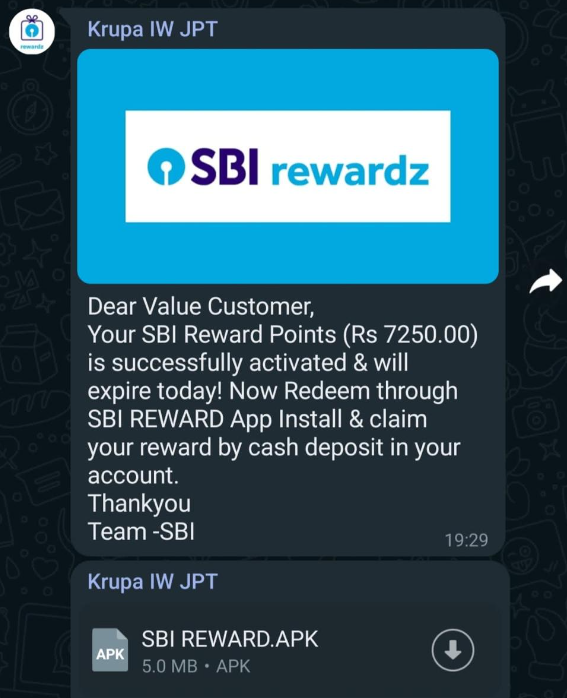 rewardz
Krupa IW JPT
SBI rewardz
Dear Value Customer,
Your SBI Reward Points (Rs 7250.00)
is successfully activated & will
expire today! Now Redeem through
SBI REWARD App Install & claim
your reward by cash deposit in your
account.
Thankyou
Team -SBI
19:29
Krupa IW JPT
APK
SBI REWARD.APK
5.0 MB • APK